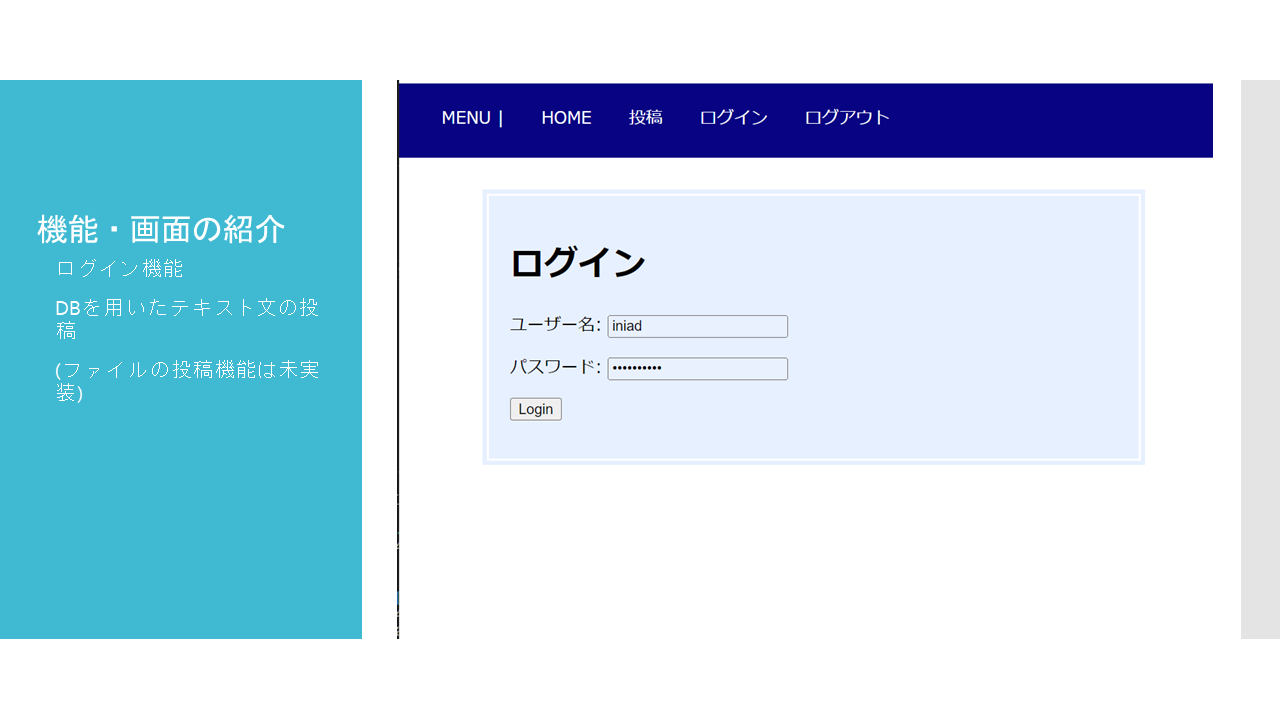 機能・画面の紹介
ログイン機能
DBを用いたテキスト文の投
稿
(ファイルの投稿機能は未実
装)
MENU | HOME 投稿 ログイン ログアウト
ログイン
ユーザー名: iniad
パスワード: ••••••••••
Login